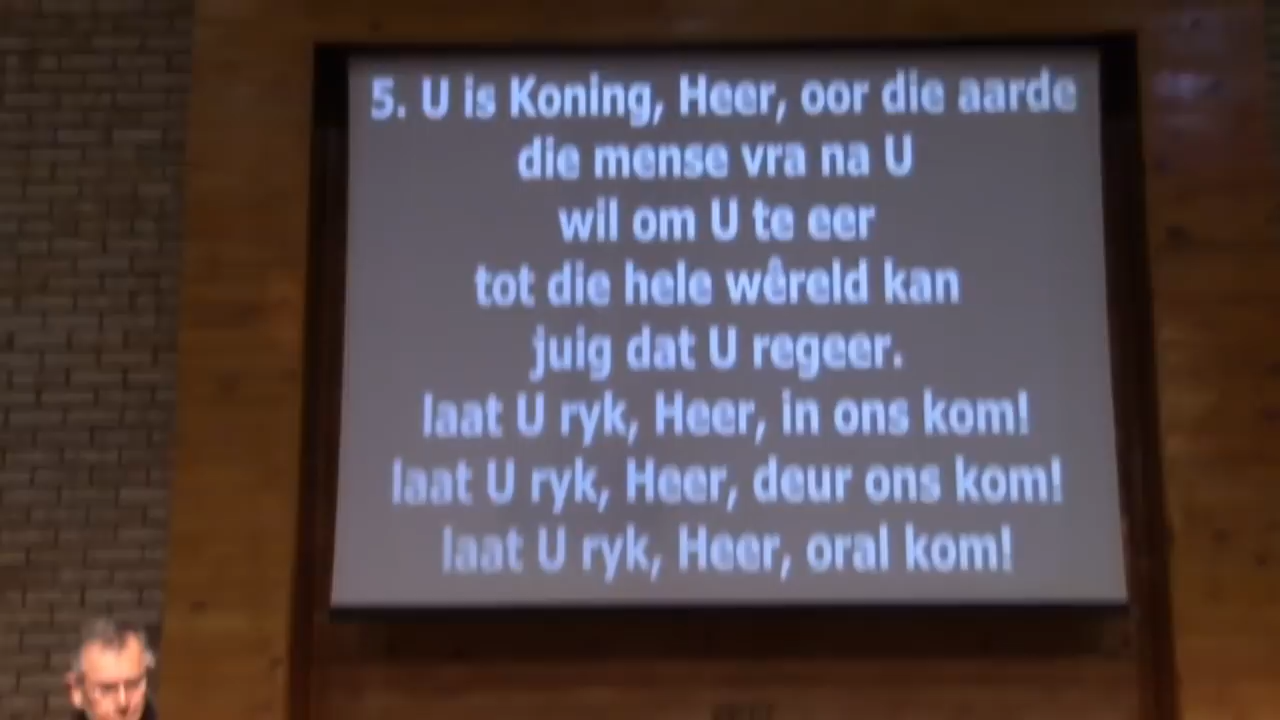 5. U is Koning, Heer, oor die aarde
die mense vra na U
wil om U te eer
tot die hele wêreld kan
juig dat U regeer.
laat U ryk, Heer, in ons kom!
laat U ryk, Heer, deur ons kom!
laat U ryk, Heer, oral kom!